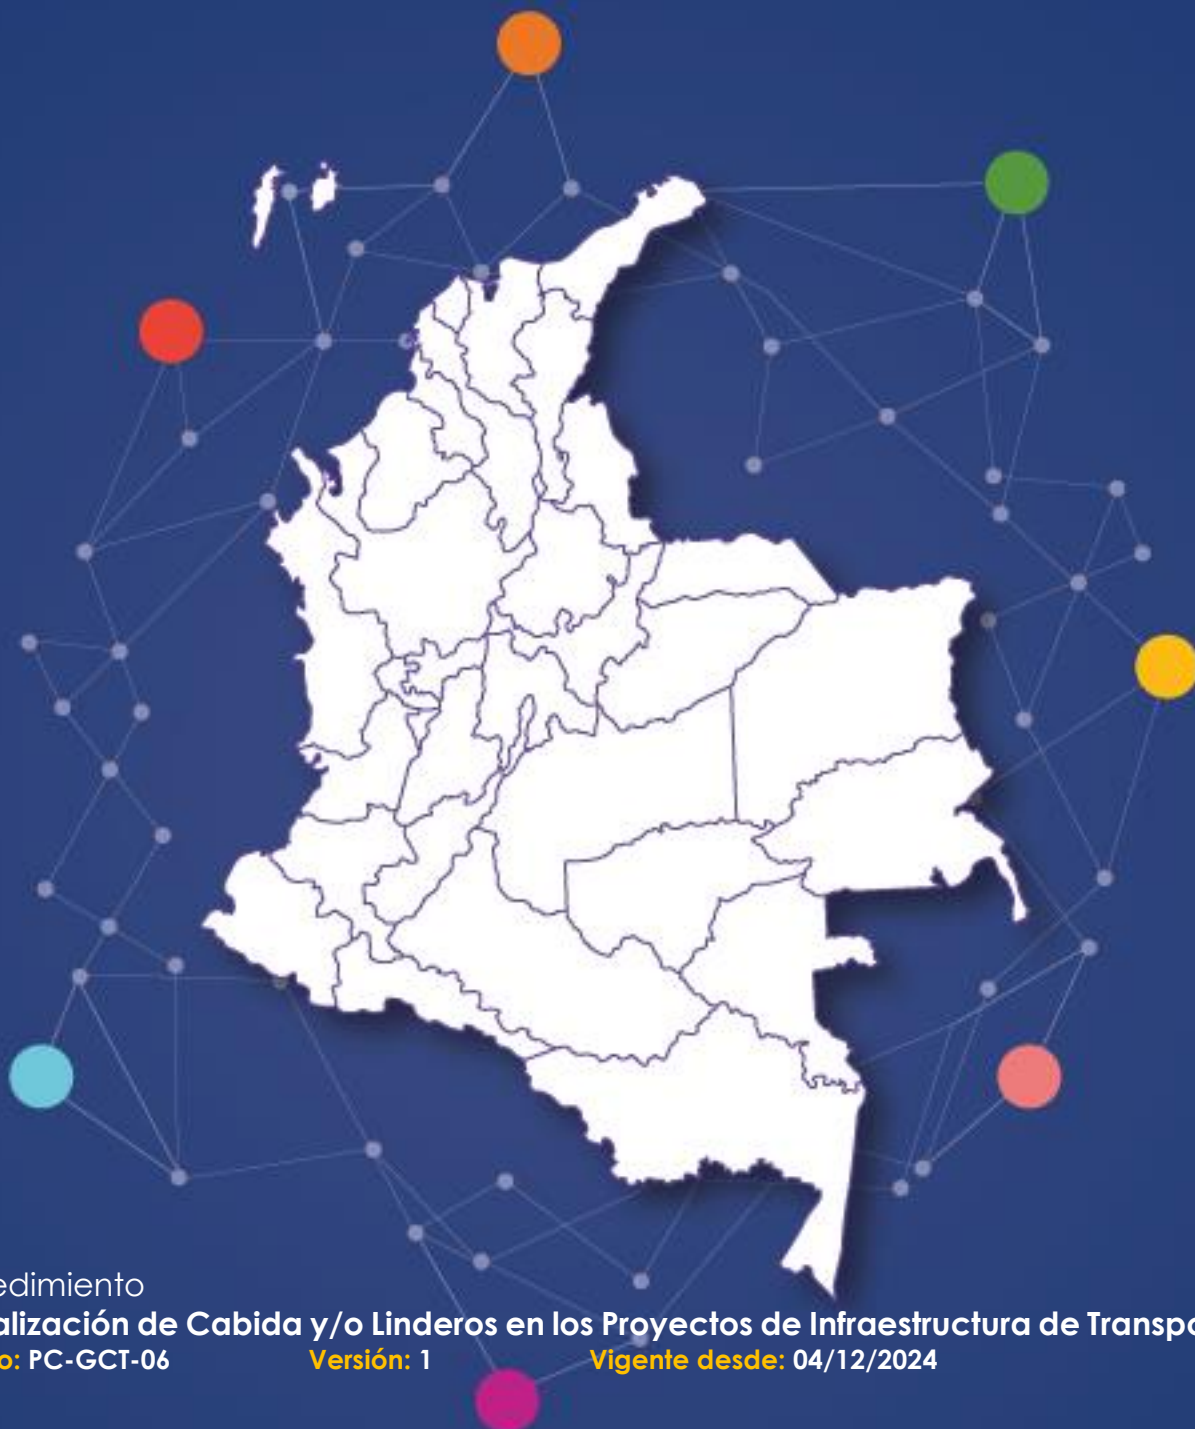 edimiento
alización de Cabida y/o Linderos en los Proyectos de Infraestructura de Transpo
o: PC-GCT-06 Versión: 1 Vigente desde: 04/12/2024